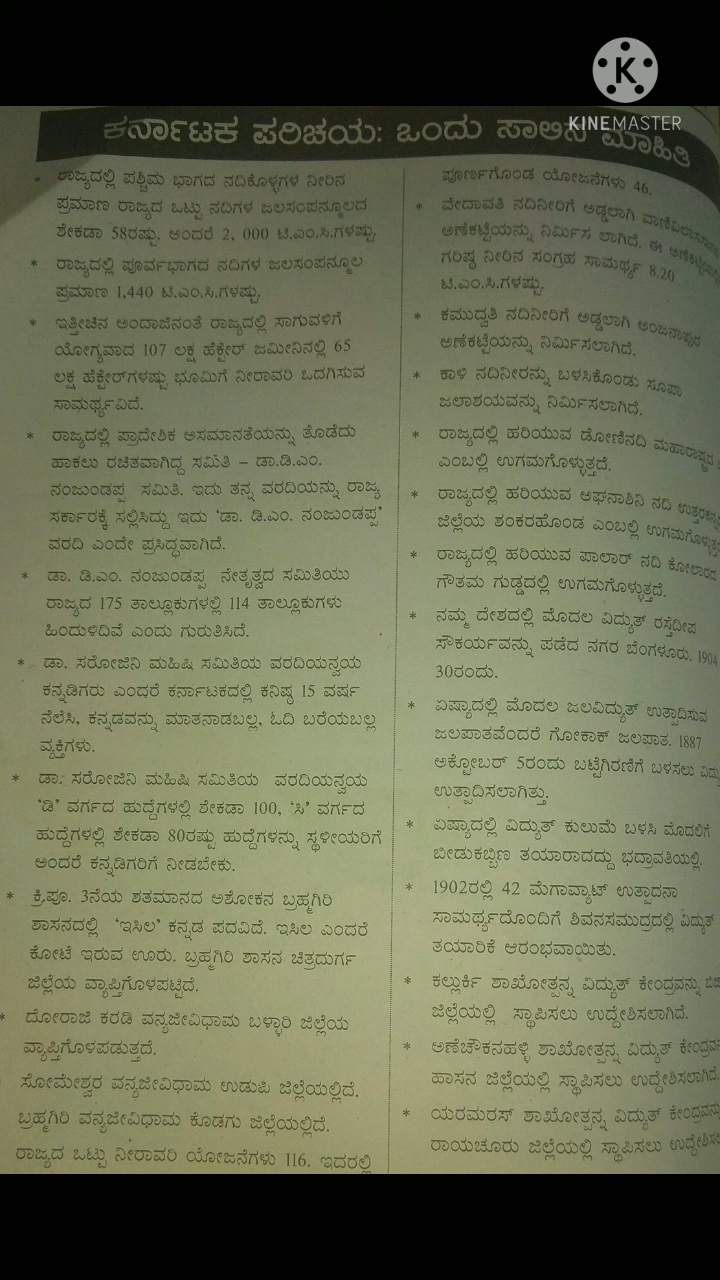 K
KINEMASTER
ಕರ್ನಾಟಕ ಪರಿಚಯ: ಒಂದು ಸಾಲಿನ ಮಾಹಿತಿ
• ರಾಜ್ಯದಲ್ಲಿ ಪಶ್ಚಿಮ ಭಾಗದ ನದಿಕೊಳ್ಳಗಳ ನೀರಿನ
ಪ್ರಮಾಣ ರಾಜ್ಯದ ಒಟ್ಟು ನದಿಗಳ ಜಲಸಂಪನ್ಮೂಲದ
ಶೇಕಡಾ 58ರಷ್ಟು. ಅಂದರೆ 2, 000 ಟಿ.ಎಂ.ಸಿ.ಗಳಷ್ಟು.
* ರಾಜ್ಯದಲ್ಲಿ ಪೂರ್ವಭಾಗದ ನದಿಗಳ ಜಲಸಂಪನ್ಮೂಲ
ಪ್ರಮಾಣ 1,440 ಟಿ.ಎಂ.ಸಿ.ಗಳಷ್ಟು.
* ಇತ್ತೀಚಿನ ಅಂದಾಜಿನಂತೆ ರಾಜ್ಯದಲ್ಲಿ ಸಾಗುವಳಿಗೆ
ಯೋಗ್ಯವಾದ 107 ಲಕ್ಷ ಹೆಕ್ಟೇರ್ ಜಮೀನಿನಲ್ಲಿ 65
ಲಕ್ಷ ಹೆಕ್ಟೇರ್‌ಗಳಷ್ಟು ಭೂಮಿಗೆ ನೀರಾವರಿ ಒದಗಿಸುವ
ಸಾಮರ್ಥ್ಯವಿದೆ.
* ರಾಜ್ಯದಲ್ಲಿ ಪ್ರಾದೇಶಿಕ ಅಸಮಾನತೆಯನ್ನು ತೊಡೆದು
ಹಾಕಲು ರಚಿತವಾಗಿದ್ದ ಸಮಿತಿ – ಡಾ.ಡಿ.ಎಂ.
ನಂಜುಂಡಪ್ಪ ಸಮಿತಿ. ಇದು ತನ್ನ ವರದಿಯನ್ನು ರಾಜ್ಯ
ಸರ್ಕಾರಕ್ಕೆ ಸಲ್ಲಿಸಿದ್ದು ಇದು ‘ಡಾ. ಡಿ.ಎಂ. ನಂಜುಂಡಪ್ಪ’
ವರದಿ ಎಂದೇ ಪ್ರಸಿದ್ಧವಾಗಿದೆ.
* ಡಾ. ಡಿ.ಎಂ. ನಂಜುಂಡಪ್ಪ ನೇತೃತ್ವದ ಸಮಿತಿಯು
ರಾಜ್ಯದ 175 ತಾಲ್ಲೂಕುಗಳಲ್ಲಿ 114 ತಾಲ್ಲೂಕುಗಳು
ಹಿಂದುಳಿದಿವೆ ಎಂದು ಗುರುತಿಸಿದೆ.
* ಡಾ. ಸರೋಜಿನಿ ಮಹಿಷಿ ಸಮಿತಿಯ ವರದಿಯನ್ವಯ
ಕನ್ನಡಿಗರು ಎಂದರೆ ಕರ್ನಾಟಕದಲ್ಲಿ ಕನಿಷ್ಠ 15 ವರ್ಷ
ನೆಲೆಸಿ, ಕನ್ನಡವನ್ನು ಮಾತನಾಡಬಲ್ಲ, ಓದಿ ಬರೆಯಬಲ್ಲ
ವ್ಯಕ್ತಿಗಳು.
* ಡಾ. ಸರೋಜಿನಿ ಮಹಿಷಿ ಸಮಿತಿಯ ವರದಿಯನ್ವಯ
‘ಡಿ’ ವರ್ಗದ ಹುದ್ದೆಗಳಲ್ಲಿ ಶೇಕಡಾ 100, ‘ಸಿ’ ವರ್ಗದ
ಹುದ್ದೆಗಳಲ್ಲಿ ಶೇಕಡಾ 80ರಷ್ಟು ಹುದ್ದೆಗಳನ್ನು ಸ್ಥಳೀಯರಿಗೆ
ಅಂದರೆ ಕನ್ನಡಿಗರಿಗೆ ನೀಡಬೇಕು.
* ಕ್ರಿ.ಪೂ. 3ನೆಯ ಶತಮಾನದ ಅಶೋಕನ ಬ್ರಹ್ಮಗಿರಿ
ಶಾಸನದಲ್ಲಿ ‘ಇಸಿಲ’ ಕನ್ನಡ ಪದವಿದೆ. ಇಸಿಲ ಎಂದರೆ
ಕೋಟೆ ಇರುವ ಊರು. ಬ್ರಹ್ಮಗಿರಿ ಶಾಸನ ಚಿತ್ರದುರ್ಗ
ಜಿಲ್ಲೆಯ ವ್ಯಾಪ್ತಿಗೊಳಪಟ್ಟಿದೆ.
* ದೋರಾಜಿ ಕರಡಿ ವನ್ಯಜೀವಿಧಾಮ ಬಳ್ಳಾರಿ ಜಿಲ್ಲೆಯ
ವ್ಯಾಪ್ತಿಗೊಳಪಡುತ್ತದೆ.
ಸೋಮೇಶ್ವರ ವನ್ಯಜೀವಿಧಾಮ ಉಡುಪಿ ಜಿಲ್ಲೆಯಲ್ಲಿದೆ.
ಬ್ರಹ್ಮಗಿರಿ ವನ್ಯಜೀವಿಧಾಮ ಕೊಡಗು ಜಿಲ್ಲೆಯಲ್ಲಿದೆ.
ರಾಜ್ಯದ ಒಟ್ಟು ನೀರಾವರಿ ಯೋಜನೆಗಳು 116. ಇದರಲ್ಲಿ
ಪೂರ್ಣಗೊಂಡ ಯೋಜನೆಗಳು 46.
* ವೇದಾವತಿ ನದಿನೀರಿಗೆ ಅಡ್ಡಲಾಗಿ
ಅಣೆಕಟ್ಟೆಯನ್ನು ನಿರ್ಮಿಸ ಲಾಗಿದೆ. ಈ
ಗರಿಷ್ಠ ನೀರಿನ ಸಂಗ್ರಹ ಸಾಮರ್ಥ್ಯ 8.20
ಟಿ.ಎಂ.ಸಿ.ಗಳಷ್ಟು.
* ಕಮುದ್ವತಿ ನದಿನೀರಿಗೆ ಅಡ್ಡಲಾಗಿ ಅಂಜನಾಪುರ
ಅಣೆಕಟ್ಟೆಯನ್ನು ನಿರ್ಮಿಸಲಾಗಿದೆ.
* ಕಾಳಿ ನದಿನೀರನ್ನು ಬಳಸಿಕೊಂಡು ಸೂಪಾ
ಜಲಾಶಯವನ್ನು ನಿರ್ಮಿಸಲಾಗಿದೆ.
* ರಾಜ್ಯದಲ್ಲಿ ಹರಿಯುವ ಡೋಣಿನದಿ ಮಹಾರಾಷ್ಟ್ರದ
ಎಂಬಲ್ಲಿ ಉಗಮಗೊಳ್ಳುತ್ತದೆ.
* ರಾಜ್ಯದಲ್ಲಿ ಹರಿಯುವ ಅಘನಾಶಿನಿ ನದಿ
ಜಿಲ್ಲೆಯ ಶಂಕರಹೊಂಡ ಎಂಬಲ್ಲಿ
* ರಾಜ್ಯದಲ್ಲಿ ಹರಿಯುವ ಪಾಲಾರ್ ನದಿ ಕೋಲಾರದ
ಗೌತಮ ಗುಡ್ಡದಲ್ಲಿ ಉಗಮಗೊಳ್ಳುತ್ತದೆ.
* ನಮ್ಮ ದೇಶದಲ್ಲಿ ಮೊದಲ ವಿದ್ಯುತ್ ರಸ್ತೆದೀಪ
ಸೌಕರ್ಯವನ್ನು ಪಡೆದ ನಗರ ಬೆಂಗಳೂರು. 1904
30ರಂದು.
* ಏಷ್ಯಾದಲ್ಲಿ ಮೊದಲ ಜಲವಿದ್ಯುತ್ ಉತ್ಪಾದಿಸುವ
ಜಲಪಾತವೆಂದರೆ ಗೋಕಾಕ್ ಜಲಪಾತ. 1887
ಅಕ್ಟೋಬರ್ 5ರಂದು ಬಟ್ಟೆಗಿರಣಿಗೆ ಬಳಸಲು
ಉತ್ಪಾದಿಸಲಾಗಿತ್ತು.
* ಏಷ್ಯಾದಲ್ಲಿ ವಿದ್ಯುತ್ ಕುಲುಮೆ ಬಳಸಿ ಮೊದಲಿಗೆ
ಬೀಡುಕಬ್ಬಿಣ ತಯಾರಾದದ್ದು ಭದ್ರಾವತಿಯಲ್ಲಿ.
* 1902ರಲ್ಲಿ 42 ಮೆಗಾವ್ಯಾಟ್ ಉತ್ಪಾದನಾ
ಸಾಮರ್ಥ್ಯದೊಂದಿಗೆ ಶಿವನಸಮುದ್ರದಲ್ಲಿ ವಿದ್ಯುತ್
ತಯಾರಿಕೆ ಆರಂಭವಾಯಿತು.
* ಕಲ್ಲುರ್ಕಿ ಶಾಖೋತ್ಪನ್ನ ವಿದ್ಯುತ್ ಕೇಂದ್ರವನ್ನು
ಜಿಲ್ಲೆಯಲ್ಲಿ ಸ್ಥಾಪಿಸಲು ಉದ್ದೇಶಿಸಲಾಗಿದೆ.
* ಅಣೆಚೌಕನಹಳ್ಳಿ ಶಾಖೋತ್ಪನ್ನ ವಿದ್ಯುತ್
ಹಾಸನ ಜಿಲ್ಲೆಯಲ್ಲಿ ಸ್ಥಾಪಿಸಲು ಉದ್ದೇಶಿಸಲಾಗಿದೆ.
* ಯರಮರಸ್ ಶಾಖೋತ್ಪನ್ನ ವಿದ್ಯುತ್
ರಾಯಚೂರು ಜಿಲ್ಲೆಯಲ್ಲಿ ಸ್ಥಾಪಿಸಲು